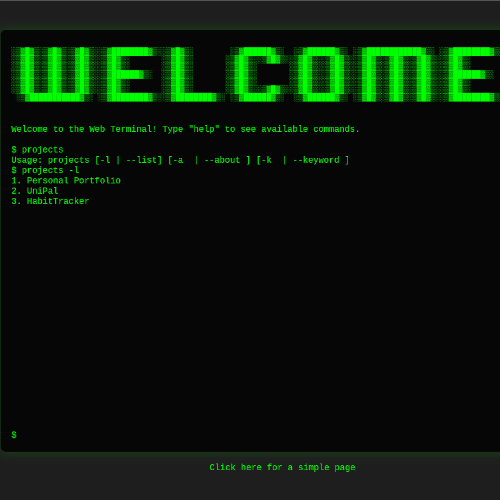 WELCOME
Welcome to the Web Terminal! Type "help" to see available commands.
$ projects
Usage: projects [-l | --list] [-a  | --about ] [-k  | --keyword ]
$ projects -l
1. Personal Portfolio
2. UniPal
3. HabitTracker
$
Click here for a simple page